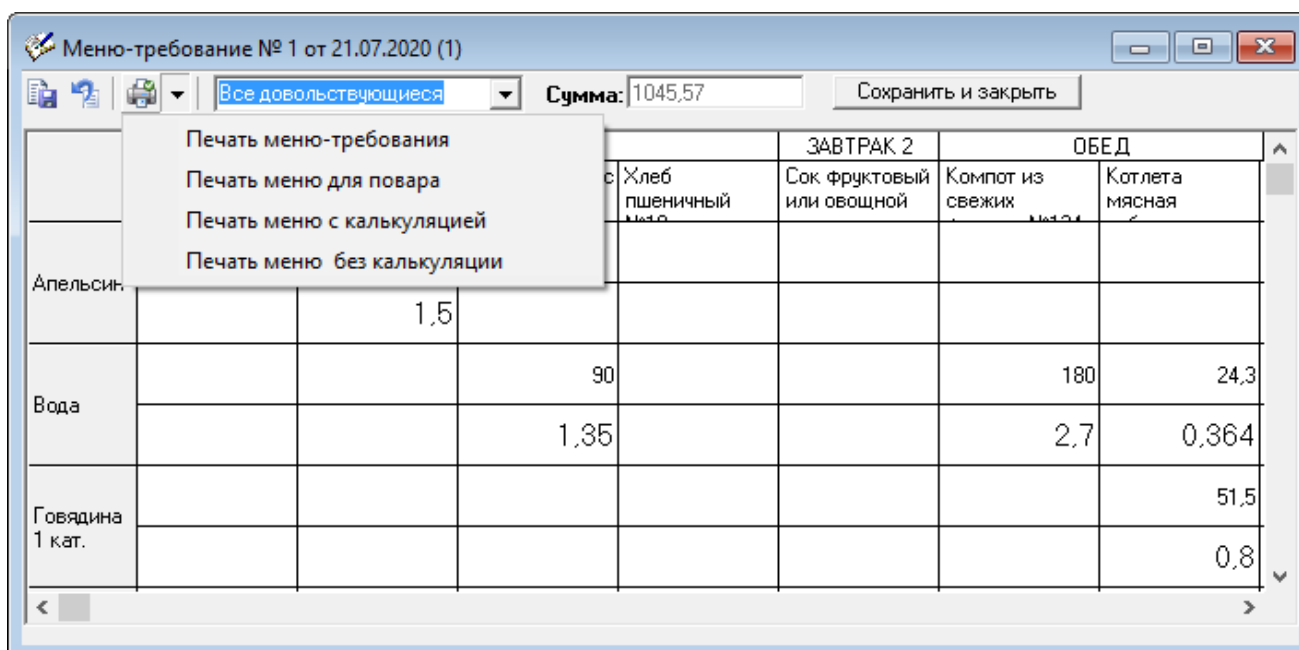 Меню-требование № 1 от 21.07.2020 (1)
Все довольствующиеся Сумма: 1045,57 Сохранить и закрыть
Печать меню-требования
Печать меню для повара
Печать меню с калькуляцией
Печать меню  без калькуляции
ЗАВТРАК 2 ОБЕД
с Хлеб Сок фруктовый Компот из Котлета
пшеничный или овощной свежих мясная
Апельсин
1,5
90 180 24,3
Вода
1,35 2,7 0,364
51,5
Говядина
1 кат.
0,8